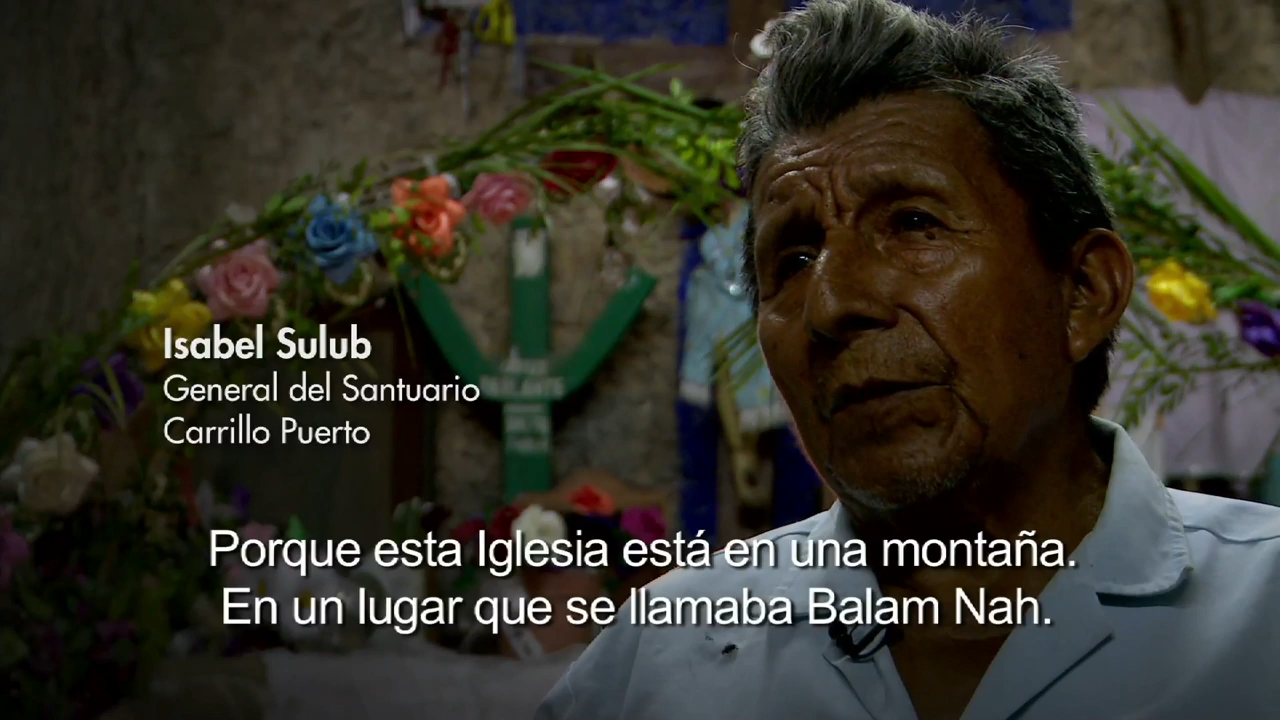 Isabel Sulub
General del Santuario
Carrillo Puerto
Porque esta Iglesia está en una montaña.
En un lugar que se llamaba Balam Nah.